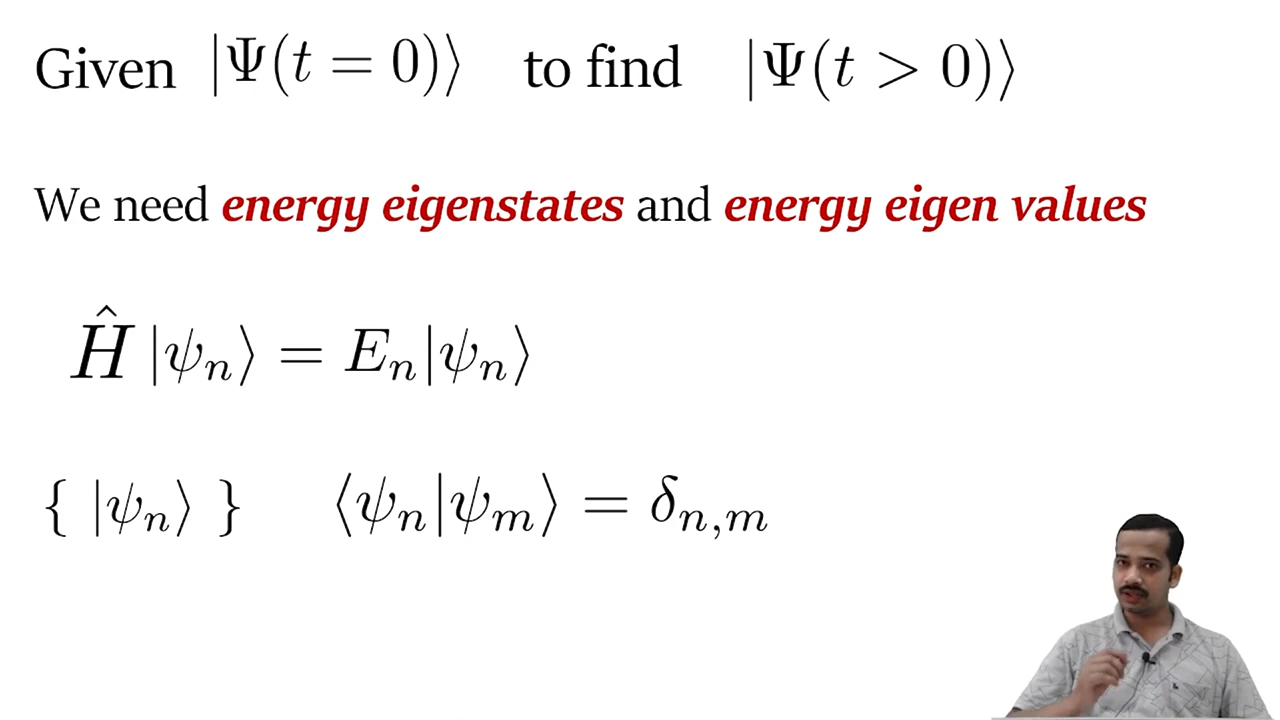 Given |Ψ(t = 0)⟩ to find |Ψ(t > 0)⟩
We need energy eigenstates and energy eigen values
Ĥ |ψₙ⟩ = Eₙ|ψₙ⟩
{ |ψₙ⟩ } ⟨ψₙ|ψₘ⟩ = δₙ,ₘ